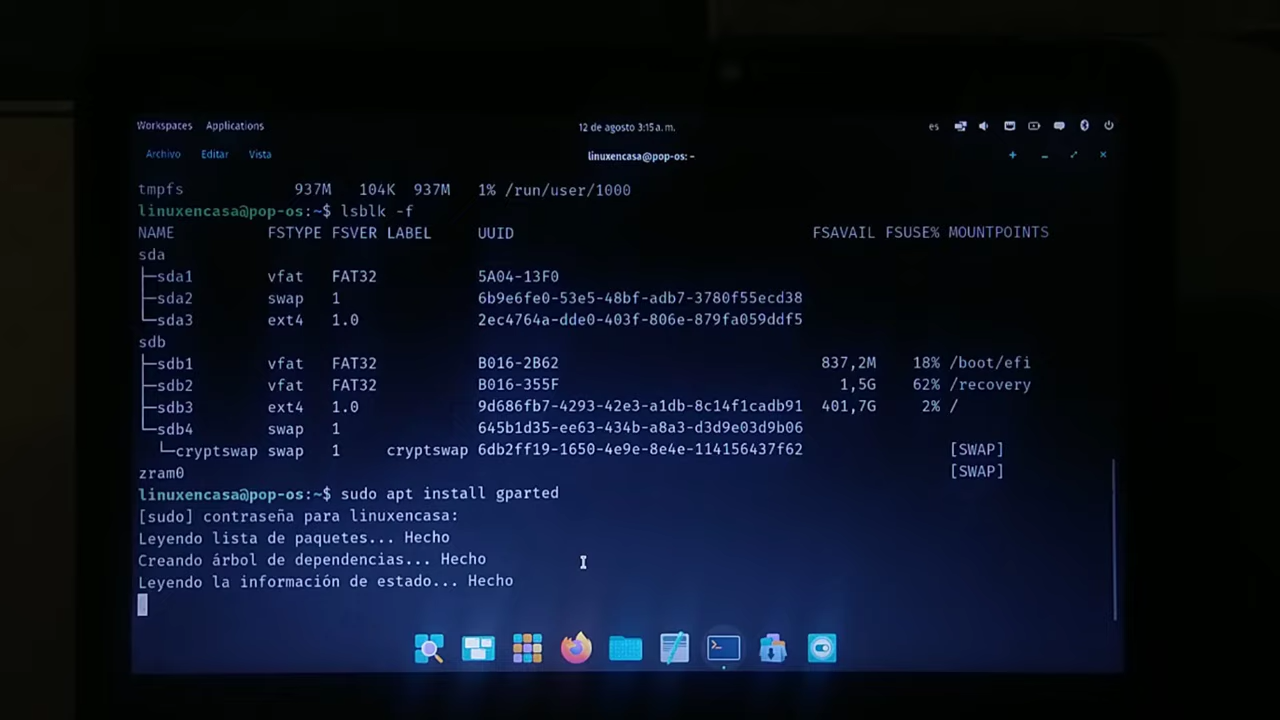 Workspaces Applications 12 de agosto 3:15 a. m. es
Archivo Editar Vista linuxencasa@pop-os: ~
tmpfs 937M 104K 937M 1% /run/user/1000
linuxencasa@pop-os:~$ lsblk -f
NAME FSTYPE FSVER LABEL UUID FSAVAIL FSUSE% MOUNTPOINTS
sda
├─sda1 vfat FAT32 5A04-13F0
├─sda2 swap 1 6b9e6fe0-53e5-48bf-adb7-3780f55ecd38
└─sda3 ext4 1.0 2ec4764a-dde0-403f-806e-879fa059ddf5
sdb
├─sdb1 vfat FAT32 B016-2B62 837,2M 18% /boot/efi
├─sdb2 vfat FAT32 B016-355F 1,5G 62% /recovery
├─sdb3 ext4 1.0 9d686fb7-4293-42e3-a1db-8c14f1cadb91 401,7G 2% /
└─sdb4 swap 1 645b1d35-ee63-434b-a8a3-d3d9e03d9b06
└─cryptswap swap 1 cryptswap 6db2ff19-1650-4e9e-8e4e-114156437f62 [SWAP]
zram0 [SWAP]
linuxencasa@pop-os:~$ sudo apt install gparted
[sudo] contraseña para linuxencasa:
Leyendo lista de paquetes... Hecho
Creando árbol de dependencias... Hecho
Leyendo la información de estado... Hecho